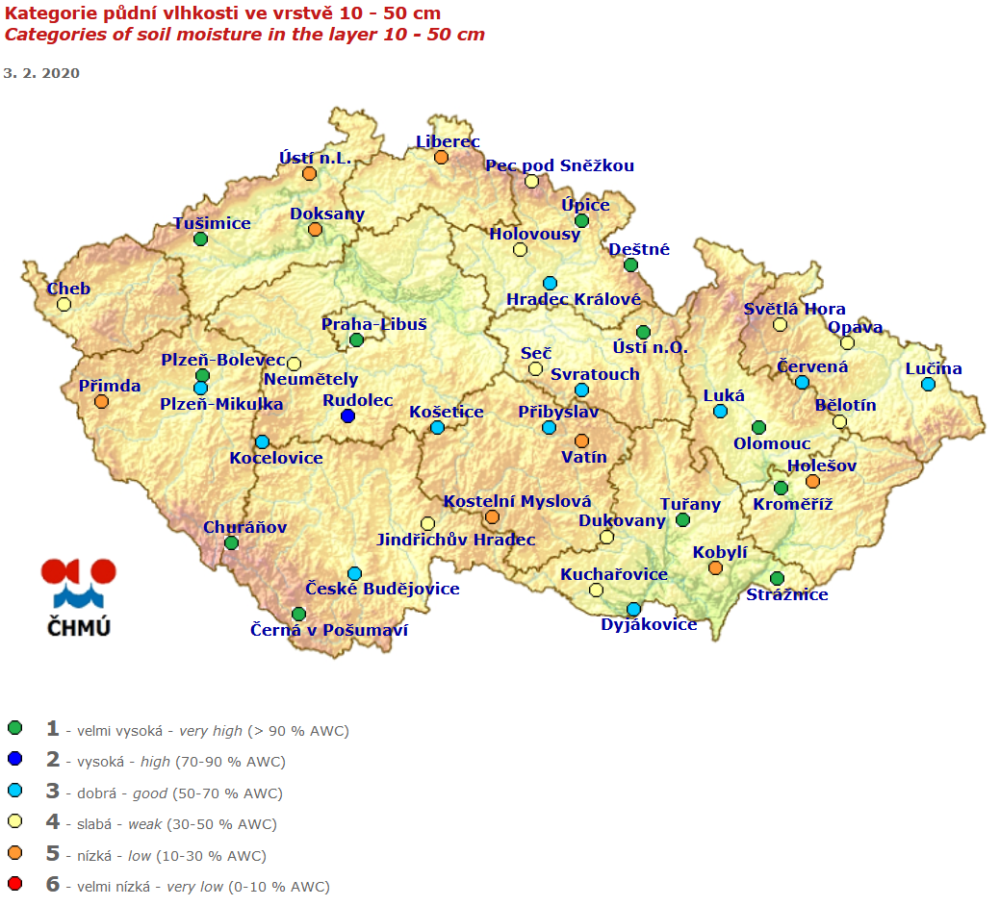 Kategorie půdní vlhkosti ve vrstvě 10 - 50 cm
Categories of soil moisture in the layer 10 - 50 cm
3. 2. 2020
Liberec
Ústí n.L.
Pec pod Sněžkou
Úpice
Doksany
Tušimice
Holovousy
Deštné
Cheb
Hradec Králové
Světlá Hora
Praha-Libuš
Opava
Ústí n.O.
Seč
Plzeň-Bolevec
Červená
Lučina
Neumětely
Svratouch
Přimda
Luká
Rudolec
Plzeň-Mikulka
Bělotín
Košetice
Přibyslav
Olomouc
Kocelovice
Vatín
Holešov
Kostelní Myslová
Tuřany
Kroměříž
Dukovany
Churáňov
Jindřichův Hradec
Kobylí
Kuchařovice
České Budějovice
Strážnice
Dyjákovice
Černá v Pošumaví
ČHMÚ
1 - velmi vysoká - very high (> 90 % AWC)
2 - vysoká - high (70-90 % AWC)
3 - dobrá - good (50-70 % AWC)
4 - slabá - weak (30-50 % AWC)
5 - nízká - low (10-30 % AWC)
6 - velmi nízká - very low (0-10 % AWC)